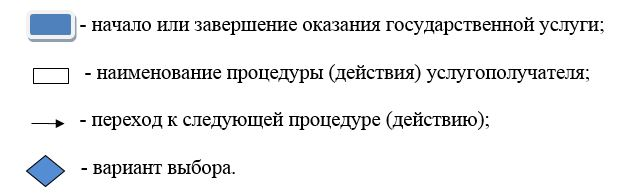 - начало или завершение оказания государственной услуги;
- наименование процедуры (действия) услугополучателя;
- переход к следующей процедуре (действию);
- вариант выбора.